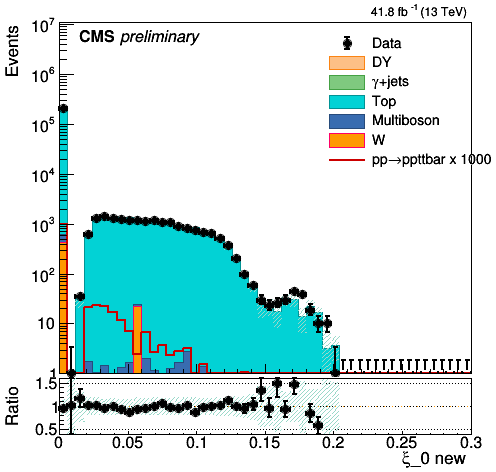 41.8 fb⁻¹ (13 TeV)
CMS preliminary
Events
Data
DY
γ+jets
Top
Multiboson
W
pp→ppttbar x 1000
10⁷
10⁶
10⁵
10⁴
10³
10²
10
1
Ratio
1.5
1
0.5
0 0.05 0.1 0.15 0.2 0.25 0.3
ξ_0 new